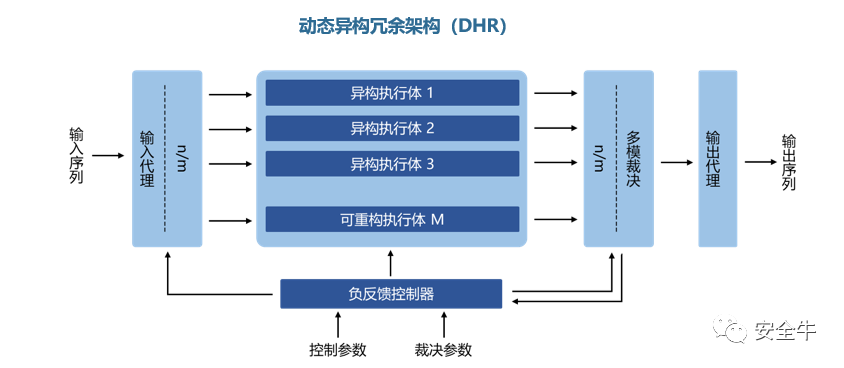 动态异构冗余架构（DHR）
输入序列
输入代理
n/m
异构执行体 1
异构执行体 2
异构执行体 3
可重构执行体 M
n/m
多模裁决
输出代理
输出序列
负反馈控制器
控制参数
裁决参数
安全牛